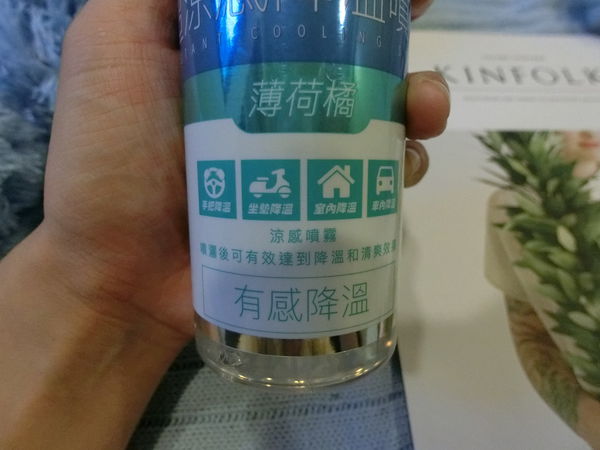 COOLING
薄荷橘
手把降溫
坐墊降溫
室內降溫
車內降溫
涼感噴霧
噴灑後可有效達到降溫和清爽效果
有感降溫
KINFOLK